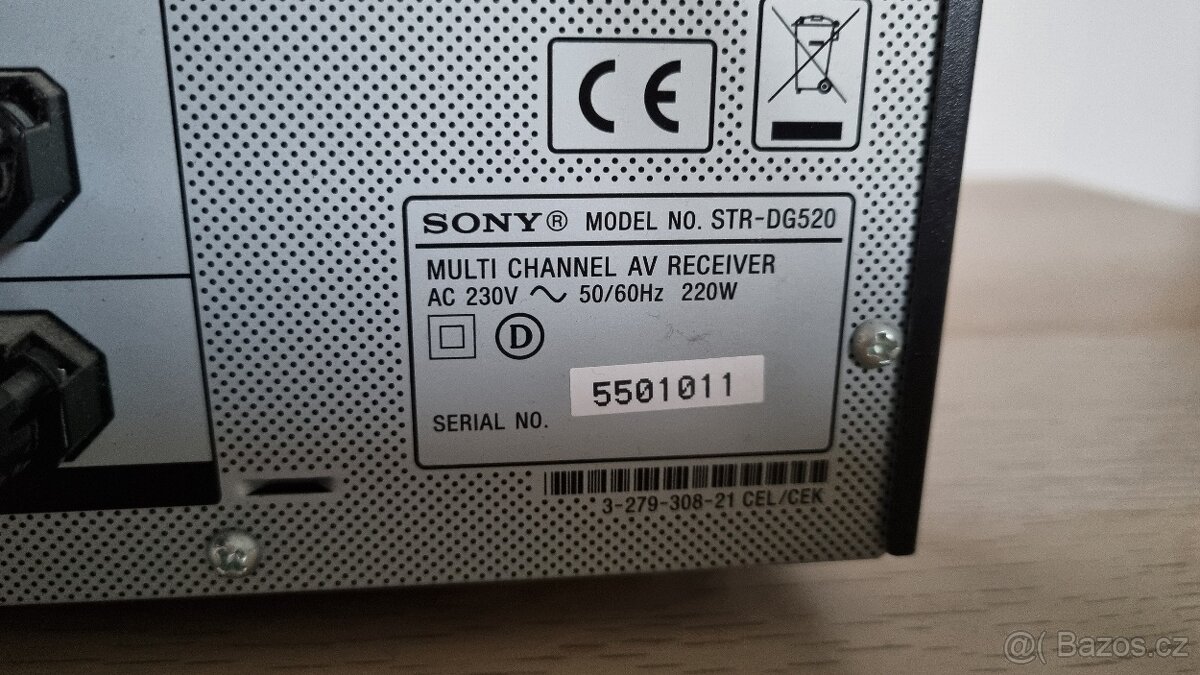 CE
SONY® MODEL NO. STR-DG520
MULTI CHANNEL AV RECEIVER
AC 230V ~ 50/60Hz 220W
D
5501011
SERIAL NO.
3-279-308-21 CEL/CEK
@( Bazos.cz